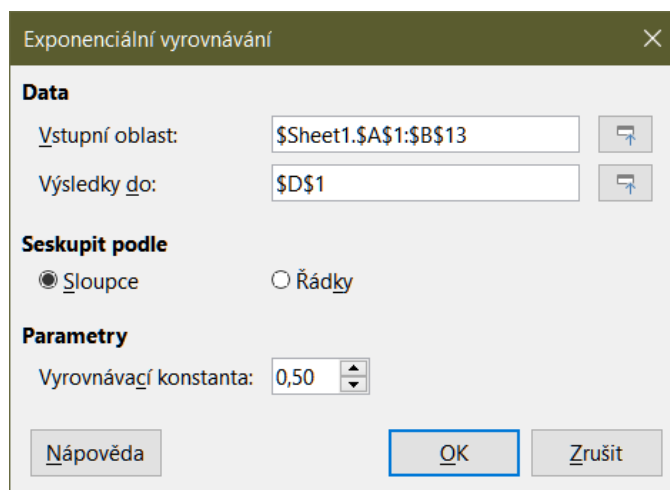 Exponenciální vyrovnávání
Data
Vstupní oblast: $Sheet1.$A$1:$B$13
Výsledky do: $D$1
Seskupit podle
Sloupce Řádky
Parametry
Vyrovnávací konstanta: 0,50
Nápověda OK Zrušit